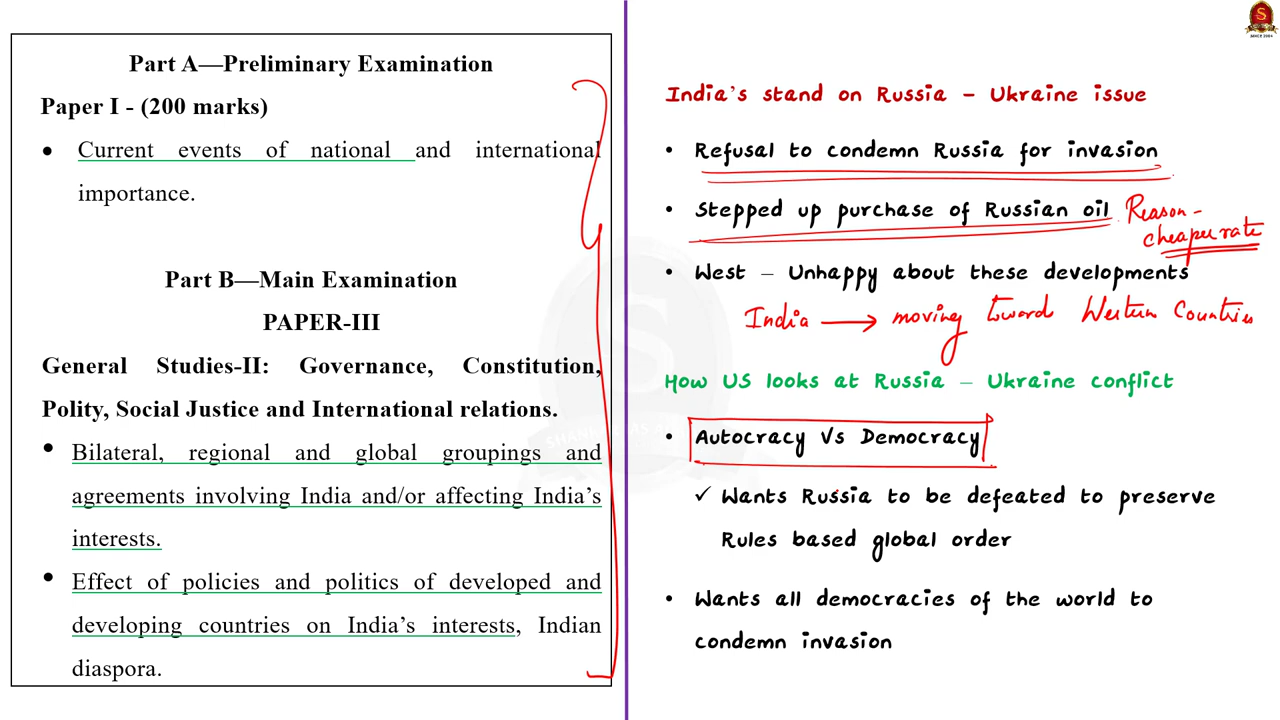 Part A—Preliminary Examination
Paper I - (200 marks)
• Current events of national and international
importance.
Part B—Main Examination
PAPER-III
General Studies-II: Governance, Constitution,
Polity, Social Justice and International relations.
• Bilateral, regional and global groupings and
agreements involving India and/or affecting India's
interests.
• Effect of policies and politics of developed and
developing countries on India's interests, Indian
diaspora.
S
SINCE 2004
India's stand on Russia – Ukraine issue
• Refusal to condemn Russia for invasion
• Stepped up purchase of Russian oil
Reason -
cheaper rate
• West – Unhappy about these developments
India → moving toward Western Countries
How US looks at Russia – Ukraine conflict
• Autocracy Vs Democracy
✓ Wants Russia to be defeated to preserve
Rules based global order
• Wants all democracies of the world to
condemn invasion